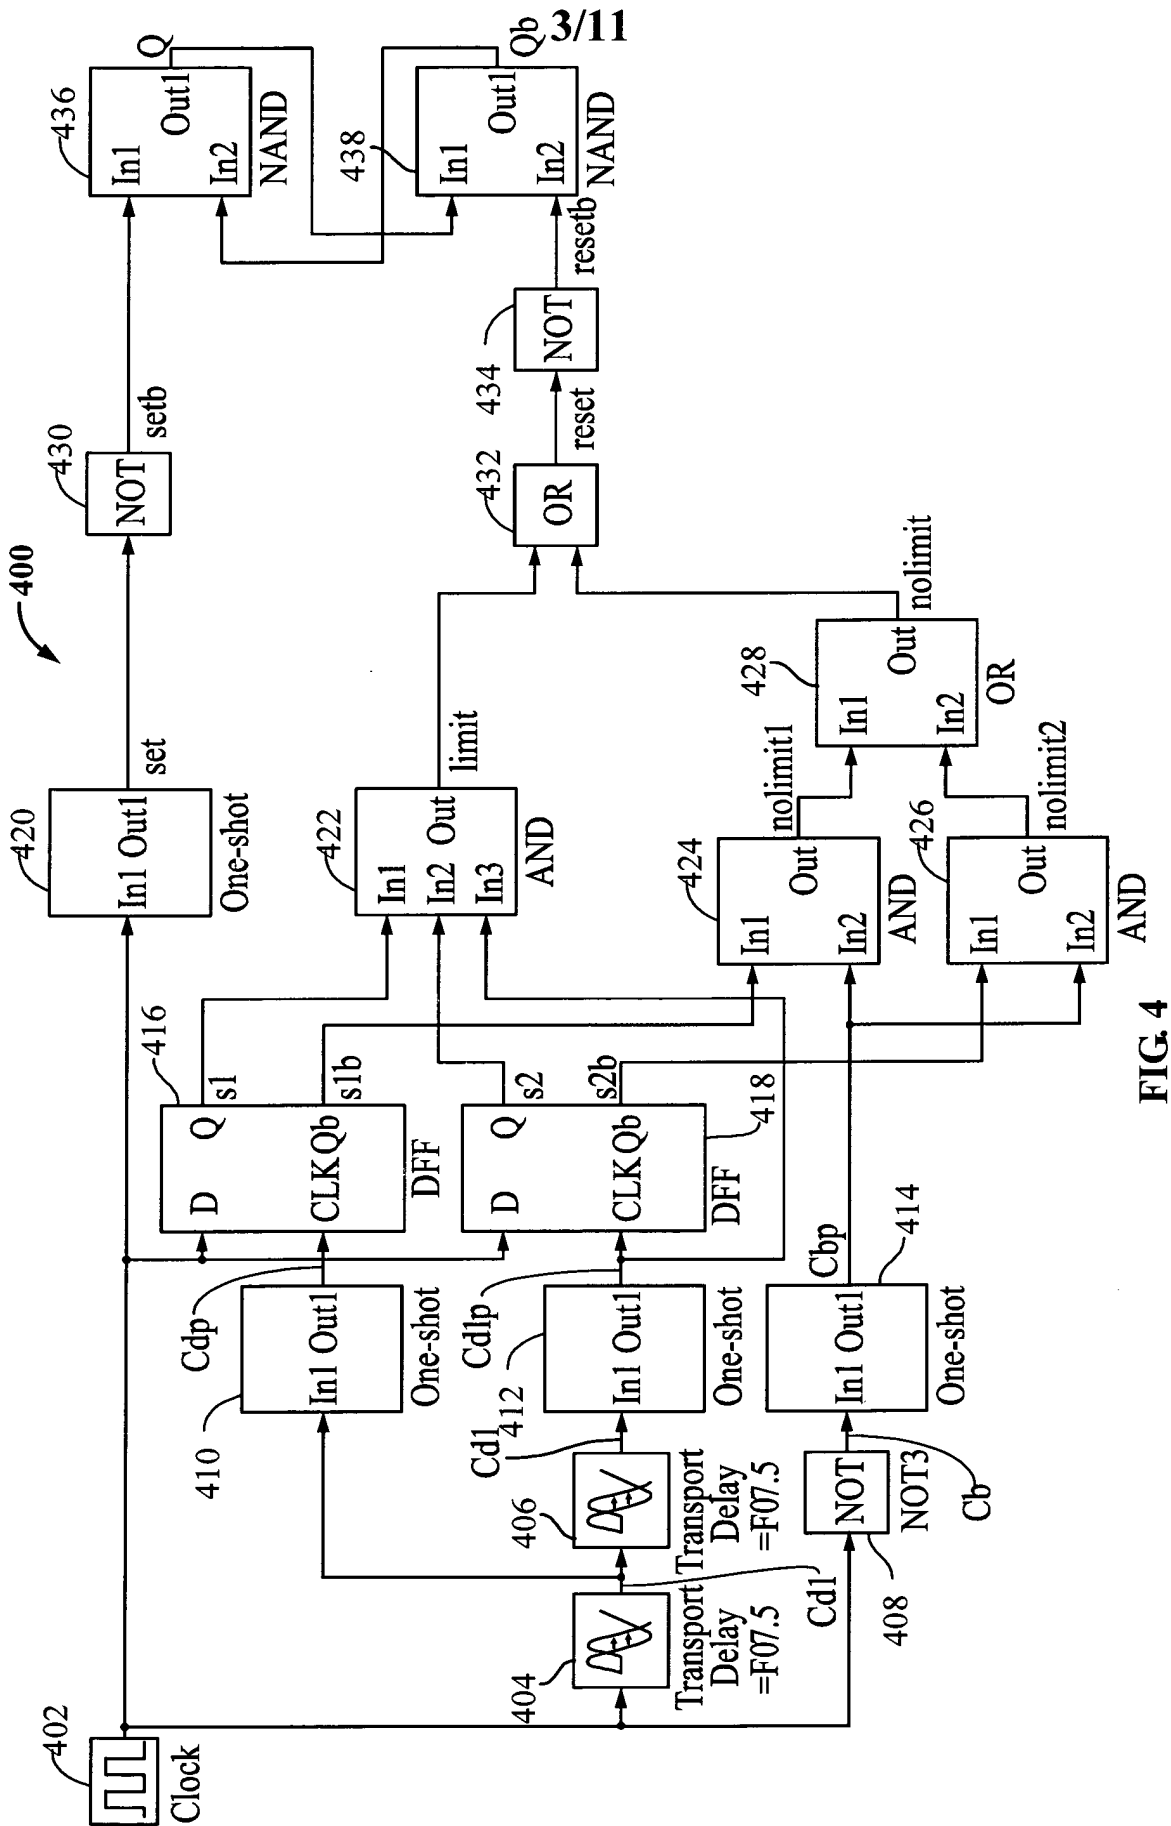 3/11
400
402
Clock
404
Transport
Delay
=F07.5
Cd1
406
Transport
Delay
=F07.5
Cd1
408
NOT
NOT3
Cb
410
In1 Out1
One-shot
Cdp
412
In1 Out1
One-shot
Cd1p
414
In1 Out1
One-shot
Cbp
416
D Q
CLK Qb
DFF
s1
s1b
418
D Q
CLK Qb
DFF
s2
s2b
420
In1 Out1
One-shot
set
422
In1
In2 Out
In3
AND
limit
424
In1
Out
In2
AND
nolimit1
426
In1
Out
In2
AND
nolimit2
428
In1
Out
In2
OR
nolimit
430
NOT
setb
432
OR
reset
434
NOT
resetb
436
In1
Out1
In2
NAND
Q
438
In1
Out1
In2
NAND
Qb
FIG. 4